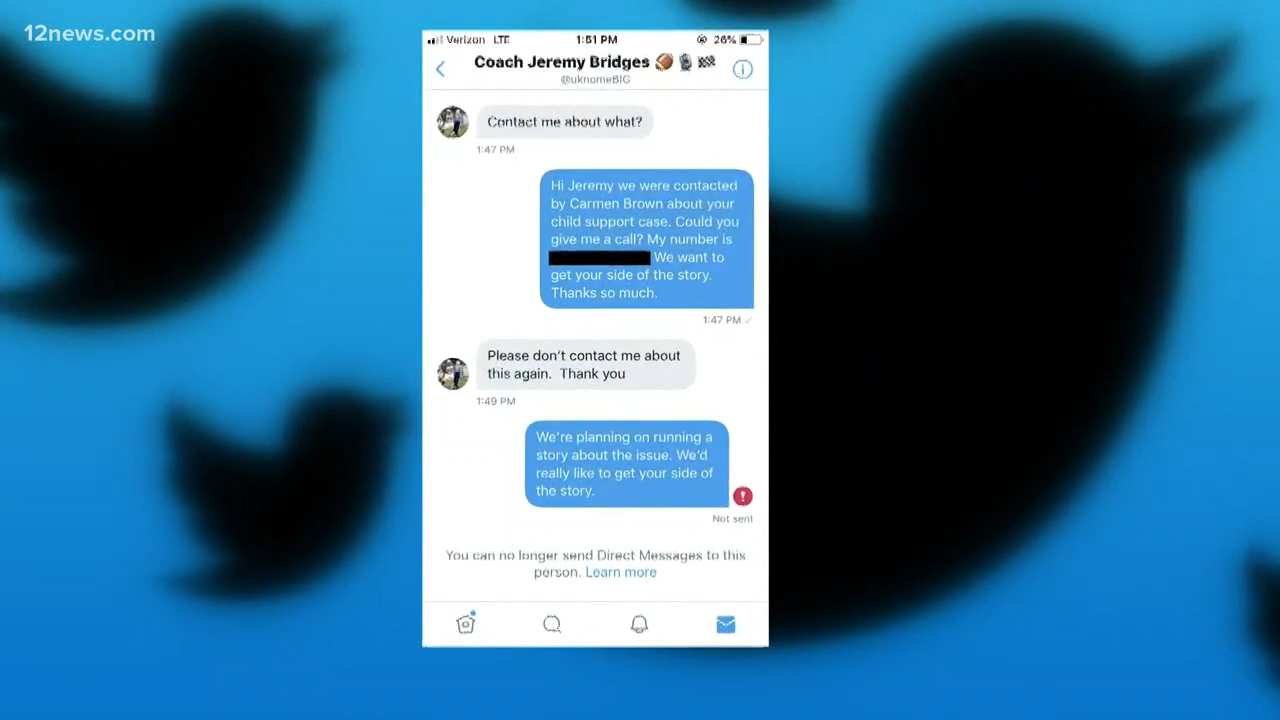 12news.com
Verizon LTE 1:51 PM 26%
Coach Jeremy Bridges
@uknomeBIG
Contact me about what?
1:47 PM
Hi Jeremy we were contacted
by Carmen Brown about your
child support case. Could you
give me a call? My number is
We want to
get your side of the story.
Thanks so much.
1:47 PM
Please don't contact me about
this again. Thank you
1:49 PM
We're planning on running a
story about the issue. We'd
really like to get your side of
the story.
Not sent
You can no longer send Direct Messages to this
person. Learn more